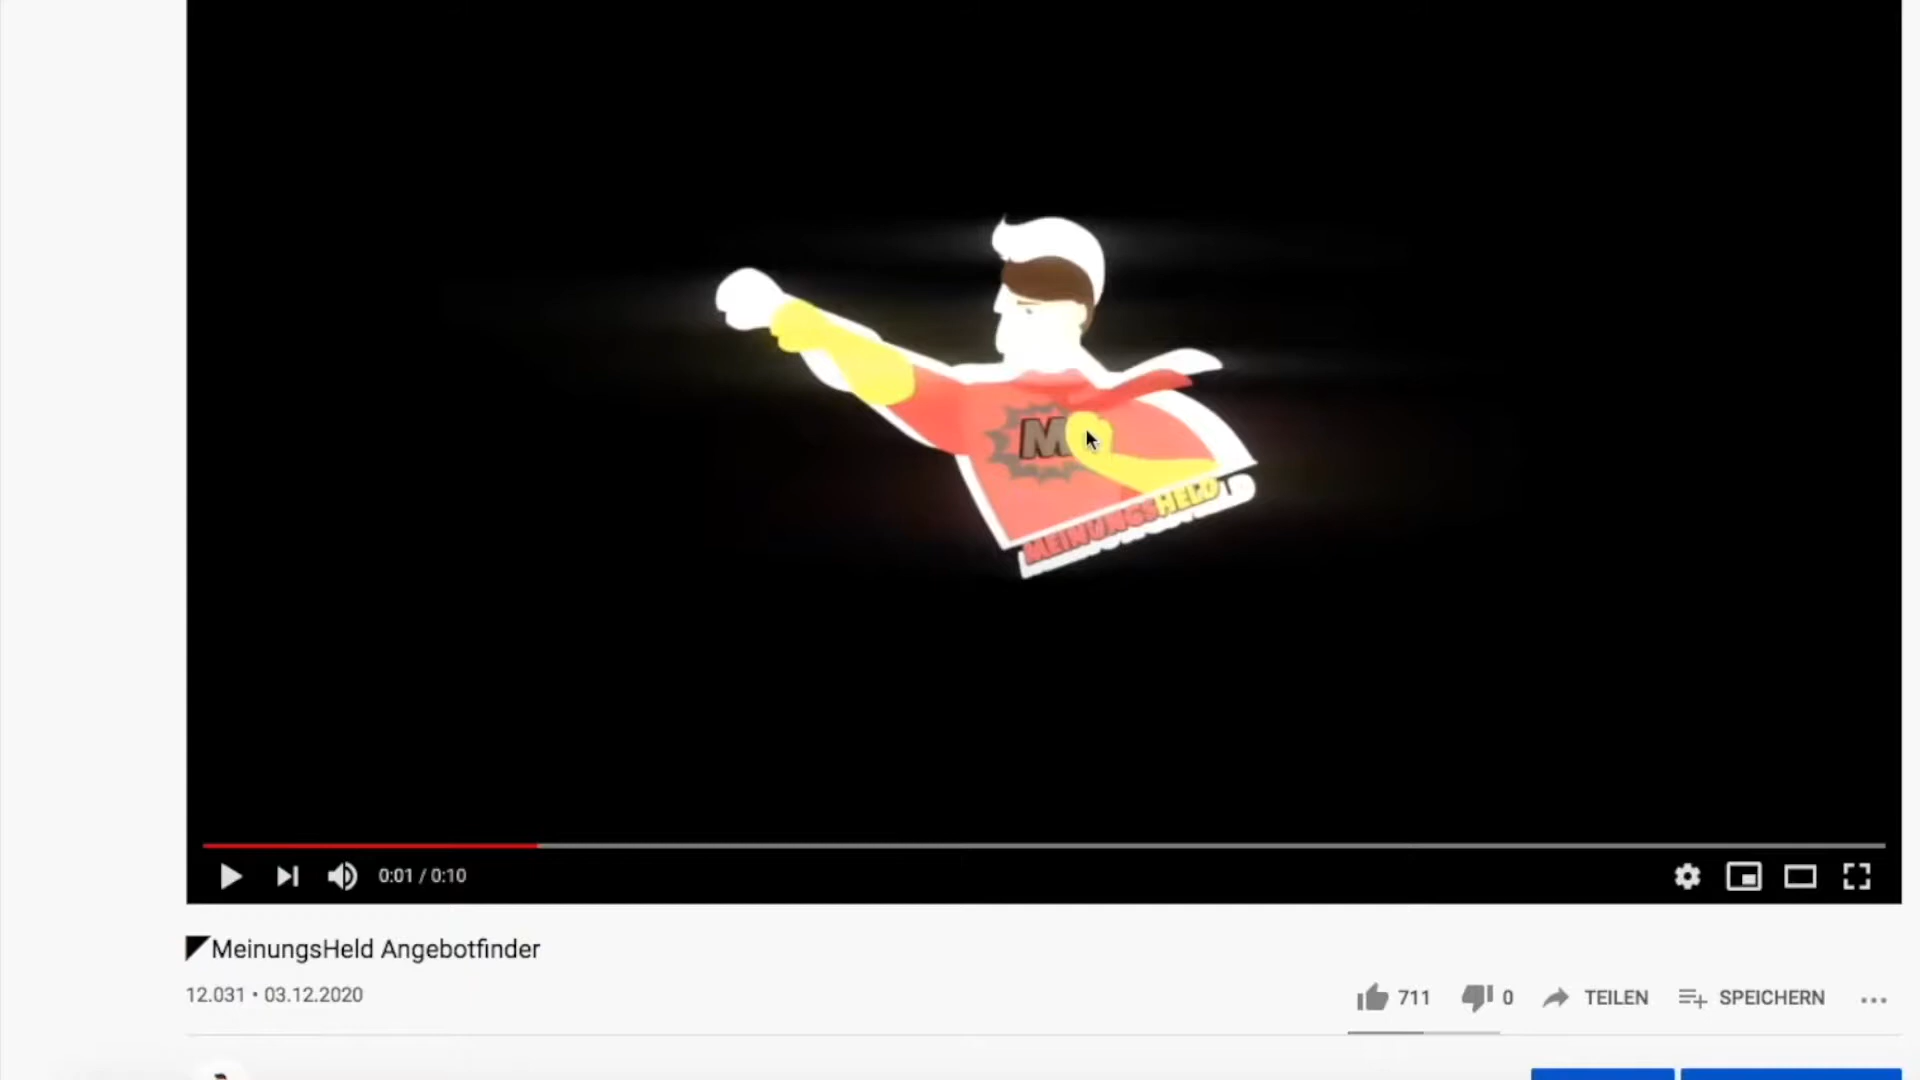 M
MEINUNGSHELD
0:01 / 0:10
MeinungsHeld Angebotfinder
12.031 • 03.12.2020
711
0
TEILEN
SPEICHERN